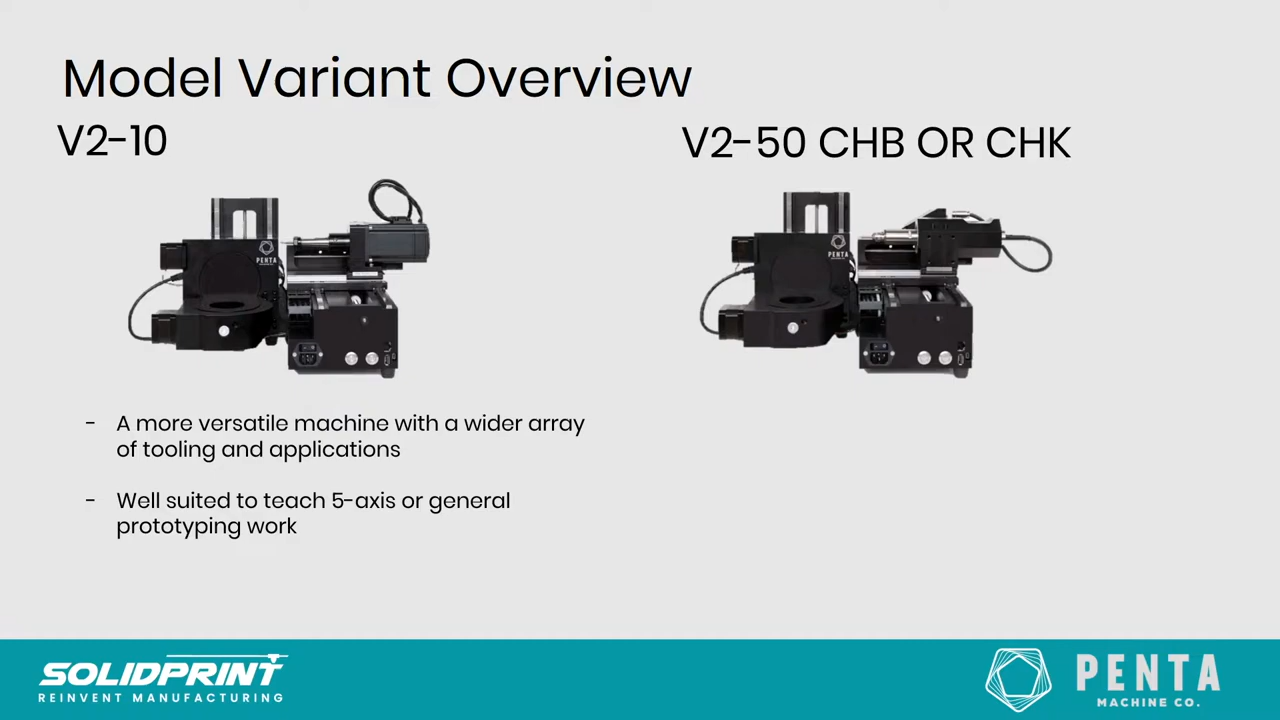 Model Variant Overview
V2-10
V2-50 CHB OR CHK
PENTA
PENTA
- A more versatile machine with a wider array
of tooling and applications
- Well suited to teach 5-axis or general
prototyping work
SOLIDPRINT
REINVENT MANUFACTURING
PENTA
MACHINE CO.